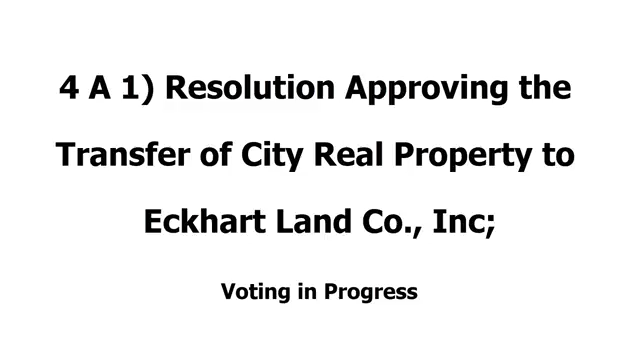 4 A 1) Resolution Approving the
Transfer of City Real Property to
Eckhart Land Co., Inc;
Voting in Progress